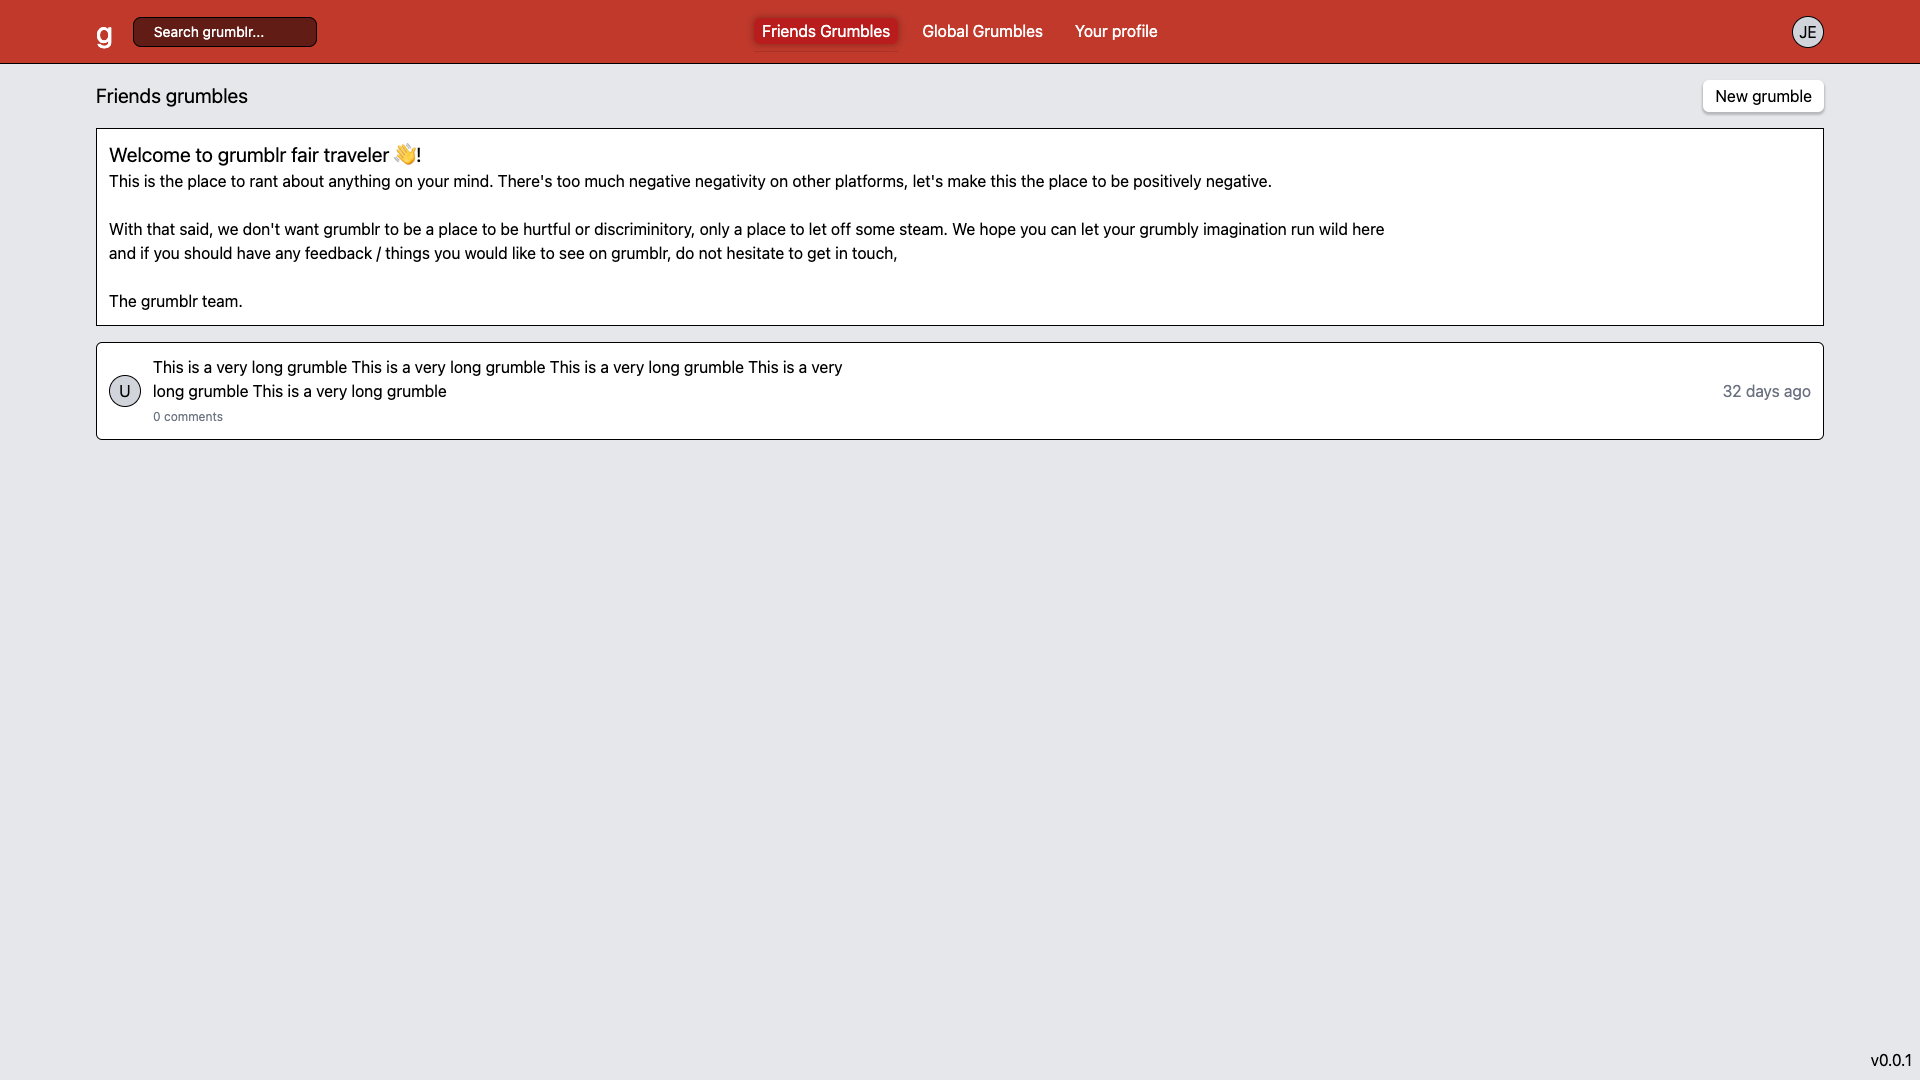 g
Search grumblr...
Friends Grumbles
Global Grumbles
Your profile
JE
Friends grumbles
New grumble
Welcome to grumblr fair traveler 👋!
This is the place to rant about anything on your mind. There's too much negative negativity on other platforms, let's make this the place to be positively negative.
With that said, we don't want grumblr to be a place to be hurtful or discriminitory, only a place to let off some steam. We hope you can let your grumbly imagination run wild here
and if you should have any feedback / things you would like to see on grumblr, do not hesitate to get in touch,
The grumblr team.
U
This is a very long grumble This is a very long grumble This is a very long grumble This is a very
long grumble This is a very long grumble
0 comments
32 days ago
v0.0.1